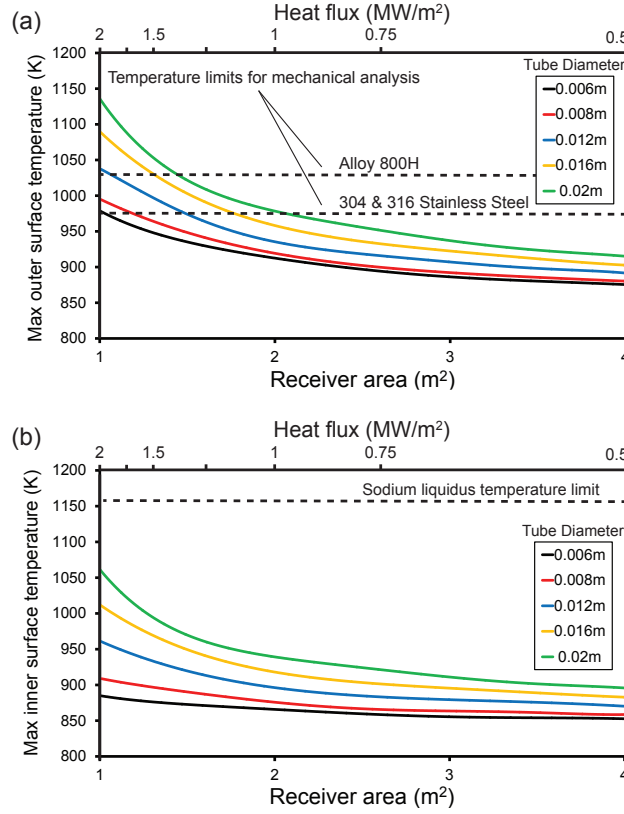 (a)
Heat flux (MW/m²)
2 1.5 1 0.75 0.5
Max outer surface temperature (K)
1200
1150
1100
1050
1000
950
900
850
800
Temperature limits for mechanical analysis
Alloy 800H
304 & 316 Stainless Steel
Tube Diameter
0.006m
0.008m
0.012m
0.016m
0.02m
1 2 3 4
Receiver area (m²)
(b)
Heat flux (MW/m²)
2 1.5 1 0.75 0.5
Max inner surface temperature (K)
1200
1150
1100
1050
1000
950
900
850
800
Sodium liquidus temperature limit
Tube Diameter
0.006m
0.008m
0.012m
0.016m
0.02m
1 2 3 4
Receiver area (m²)